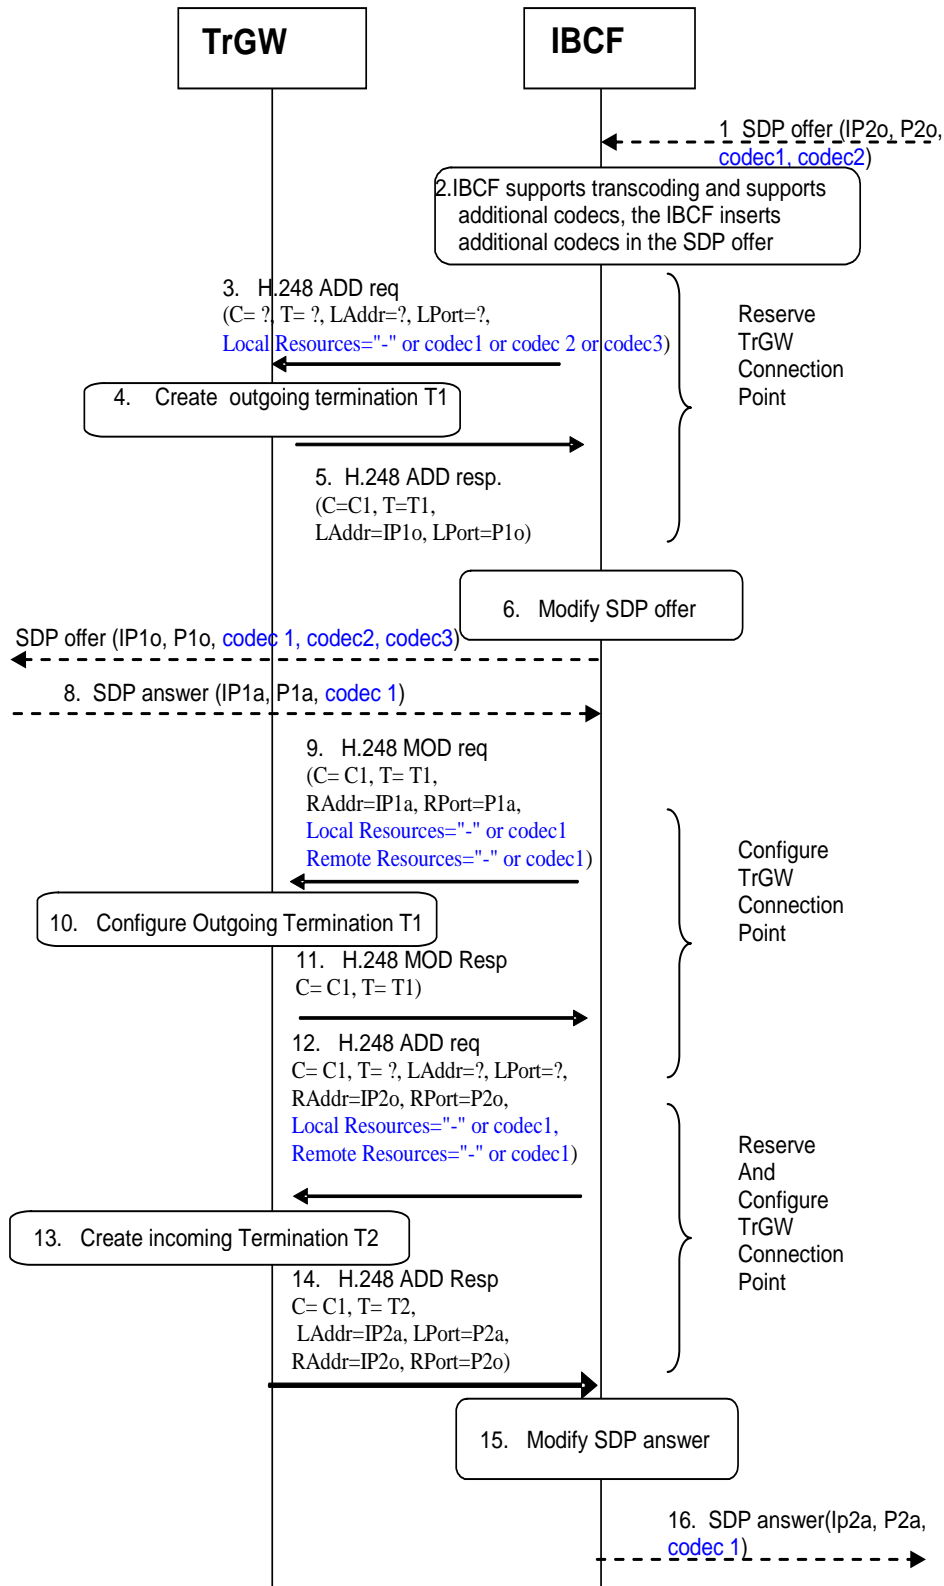 TrGW
IBCF
1 SDP offer (IP2o, P2o,
codec1, codec2)
2.IBCF supports transcoding and supports
additional codecs, the IBCF inserts
additional codecs in the SDP offer
3. H.248 ADD req
(C= ?, T= ?, LAddr=?, LPort=?,
Local Resources="-" or codec1 or codec 2 or codec3)
Reserve
TrGW
Connection
Point
4. Create outgoing termination T1
5. H.248 ADD resp.
(C=C1, T=T1,
LAddr=IP1o, LPort=P1o)
6. Modify SDP offer
SDP offer (IP1o, P1o, codec 1, codec2, codec3)
8. SDP answer (IP1a, P1a, codec 1)
9. H.248 MOD req
(C= C1, T= T1,
RAddr=IP1a, RPort=P1a,
Local Resources="-" or codec1
Remote Resources="-" or codec1)
Configure
TrGW
Connection
Point
10. Configure Outgoing Termination T1
11. H.248 MOD Resp
C= C1, T= T1)
12. H.248 ADD req
C= C1, T= ?, LAddr=?, LPort=?,
RAddr=IP2o, RPort=P2o,
Local Resources="-" or codec1,
Remote Resources="-" or codec1)
Reserve
And
Configure
TrGW
Connection
Point
13. Create incoming Termination T2
14. H.248 ADD Resp
C= C1, T= T2,
LAddr=IP2a, LPort=P2a,
RAddr=IP2o, RPort=P2o)
15. Modify SDP answer
16. SDP answer(Ip2a, P2a,
codec 1)